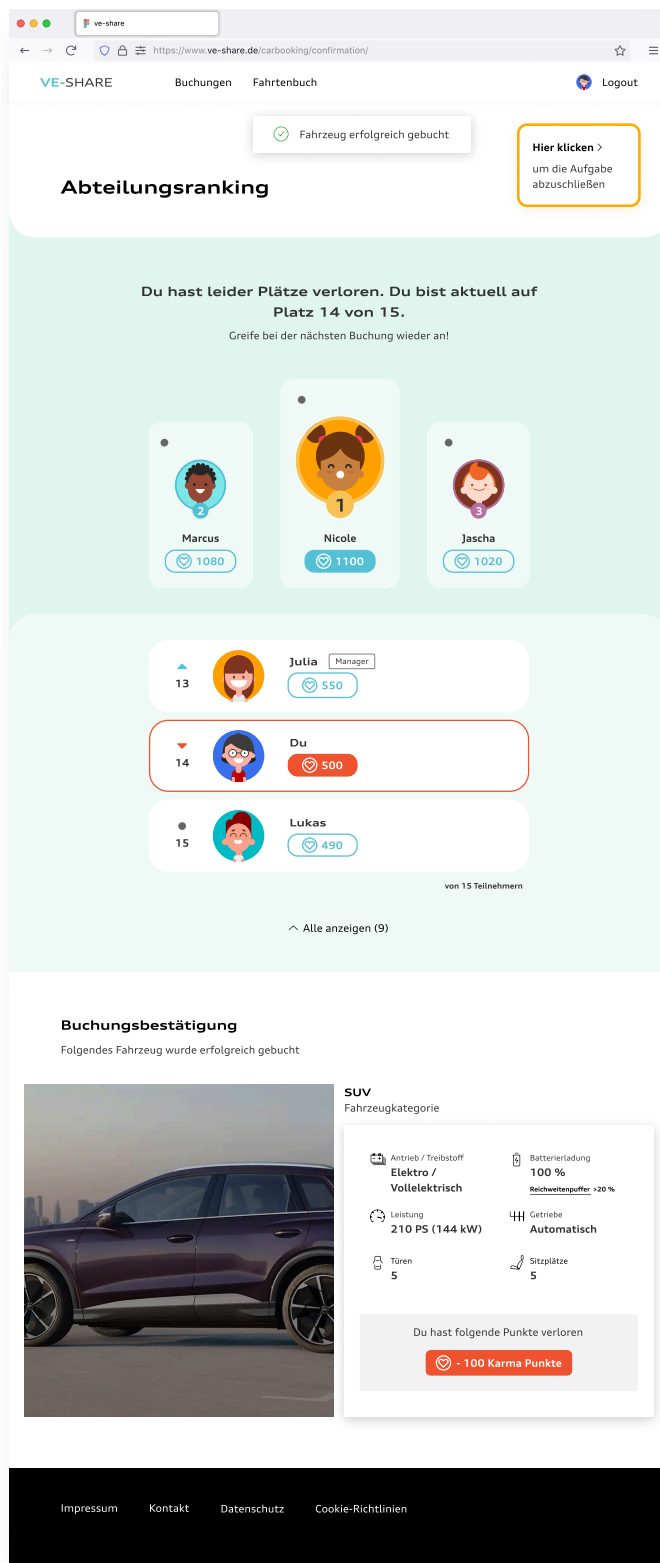 ve-share
https://www.ve-share.de/carbooking/confirmation/
VE-SHARE
Buchungen
Fahrtenbuch
Logout
Fahrzeug erfolgreich gebucht
Hier klicken
um die Aufgabe
abzuschließen
Abteilungsranking
Du hast leider Plätze verloren. Du bist aktuell auf
Platz 14 von 15.
Greife bei der nächsten Buchung wieder an!
2
Marcus
1080
1
Nicole
1100
3
Jascha
1020
13
Julia
Manager
550
14
Du
500
15
Lukas
490
von 15 Teilnehmern
Alle anzeigen (9)
Buchungsbestätigung
Folgendes Fahrzeug wurde erfolgreich gebucht
SUV
Fahrzeugkategorie
Antrieb / Treibstoff
Elektro /
Vollelektrisch
Batterieladung
100 %
Reichweitenpuffer >20 %
Leistung
210 PS (144 kW)
Getriebe
Automatisch
Türen
5
Sitzplätze
5
Du hast folgende Punkte verloren
- 100 Karma Punkte
Impressum
Kontakt
Datenschutz
Cookie-Richtlinien